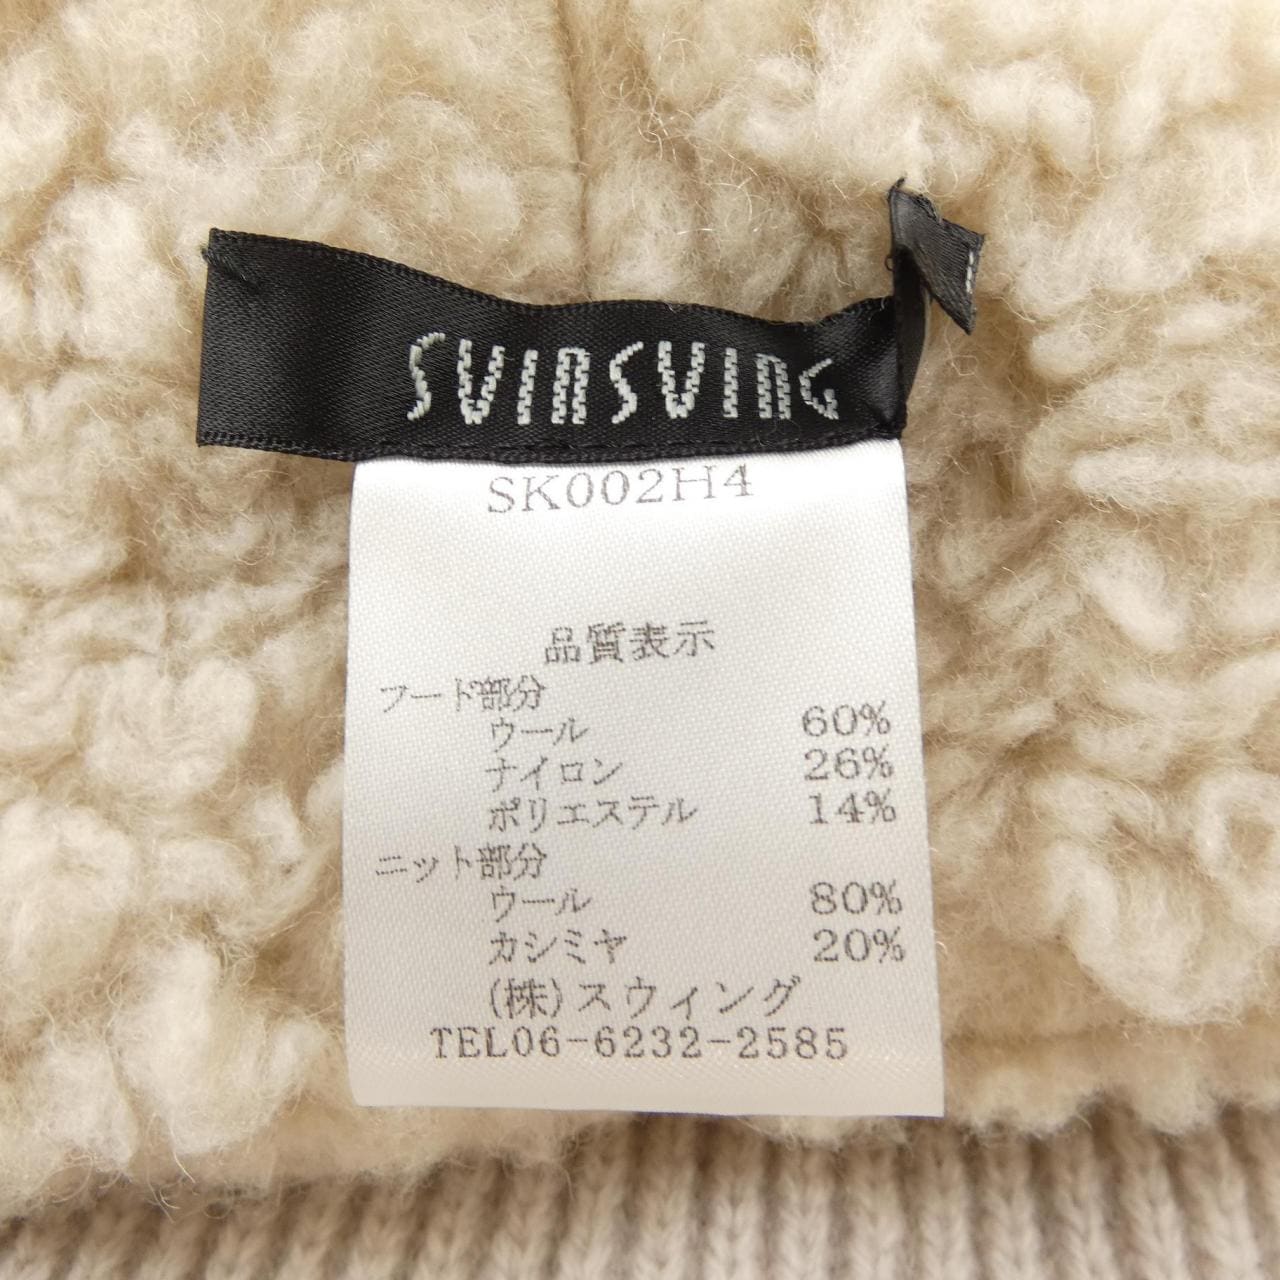 SVINSVING
SK002H4
品質表示
フード部分
ウール 60%
ナイロン 26%
ポリエステル 14%
ニット部分
ウール 80%
カシミヤ 20%
(株)スウィング
TEL06-6232-2585